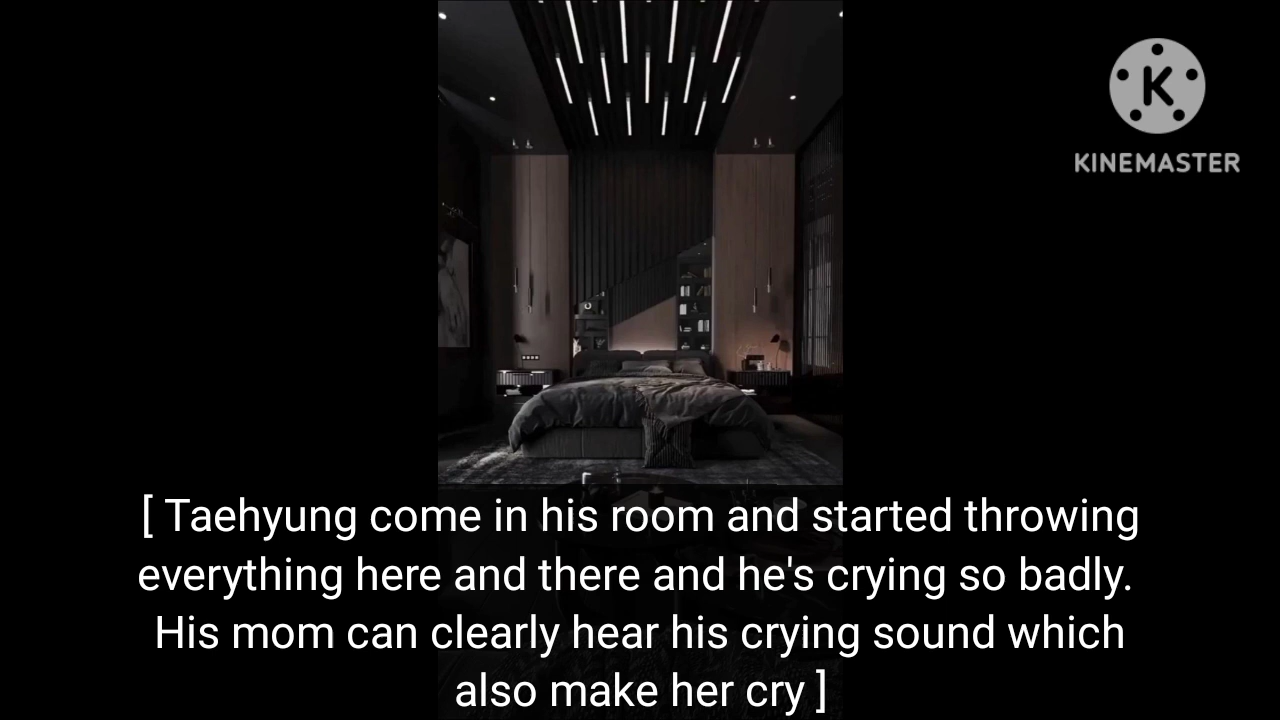 K
KINEMASTER
[ Taehyung come in his room and started throwing
everything here and there and he's crying so badly.
His mom can clearly hear his crying sound which
also make her cry ]